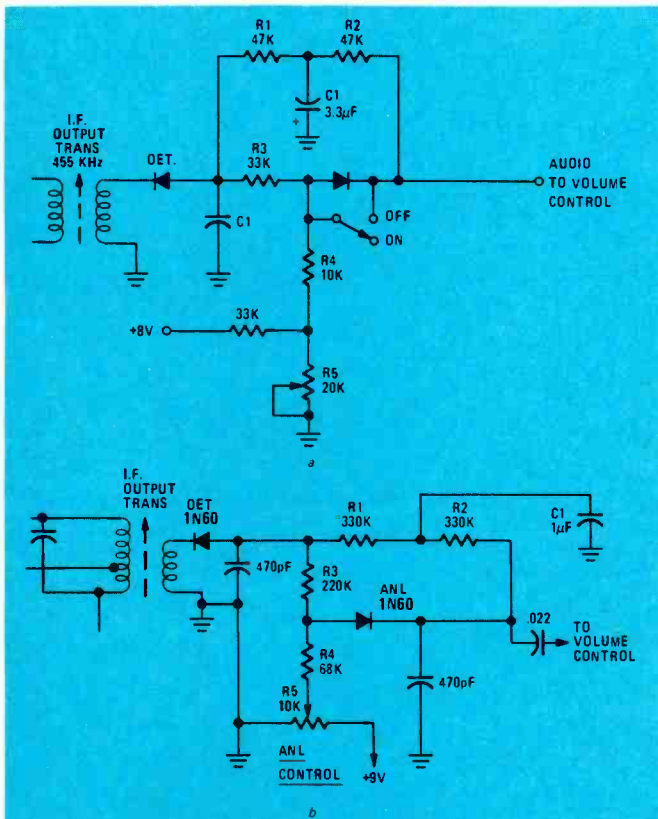 R1
47K
R2
47K
C1
3.3μF
+
I.F.
OUTPUT
TRANS
455 KHz
DET.
R3
33K
C1
AUDIO
TO VOLUME
CONTROL
OFF
ON
R4
10K
+8V
33K
R5
20K
a
I.F.
OUTPUT
TRANS
DET
1N60
470pF
R1
330K
R2
330K
C1
1μF
R3
220K
ANL
1N60
.022
TO
VOLUME
CONTROL
R4
68K
470pF
R5
10K
ANL
CONTROL
+9V
b